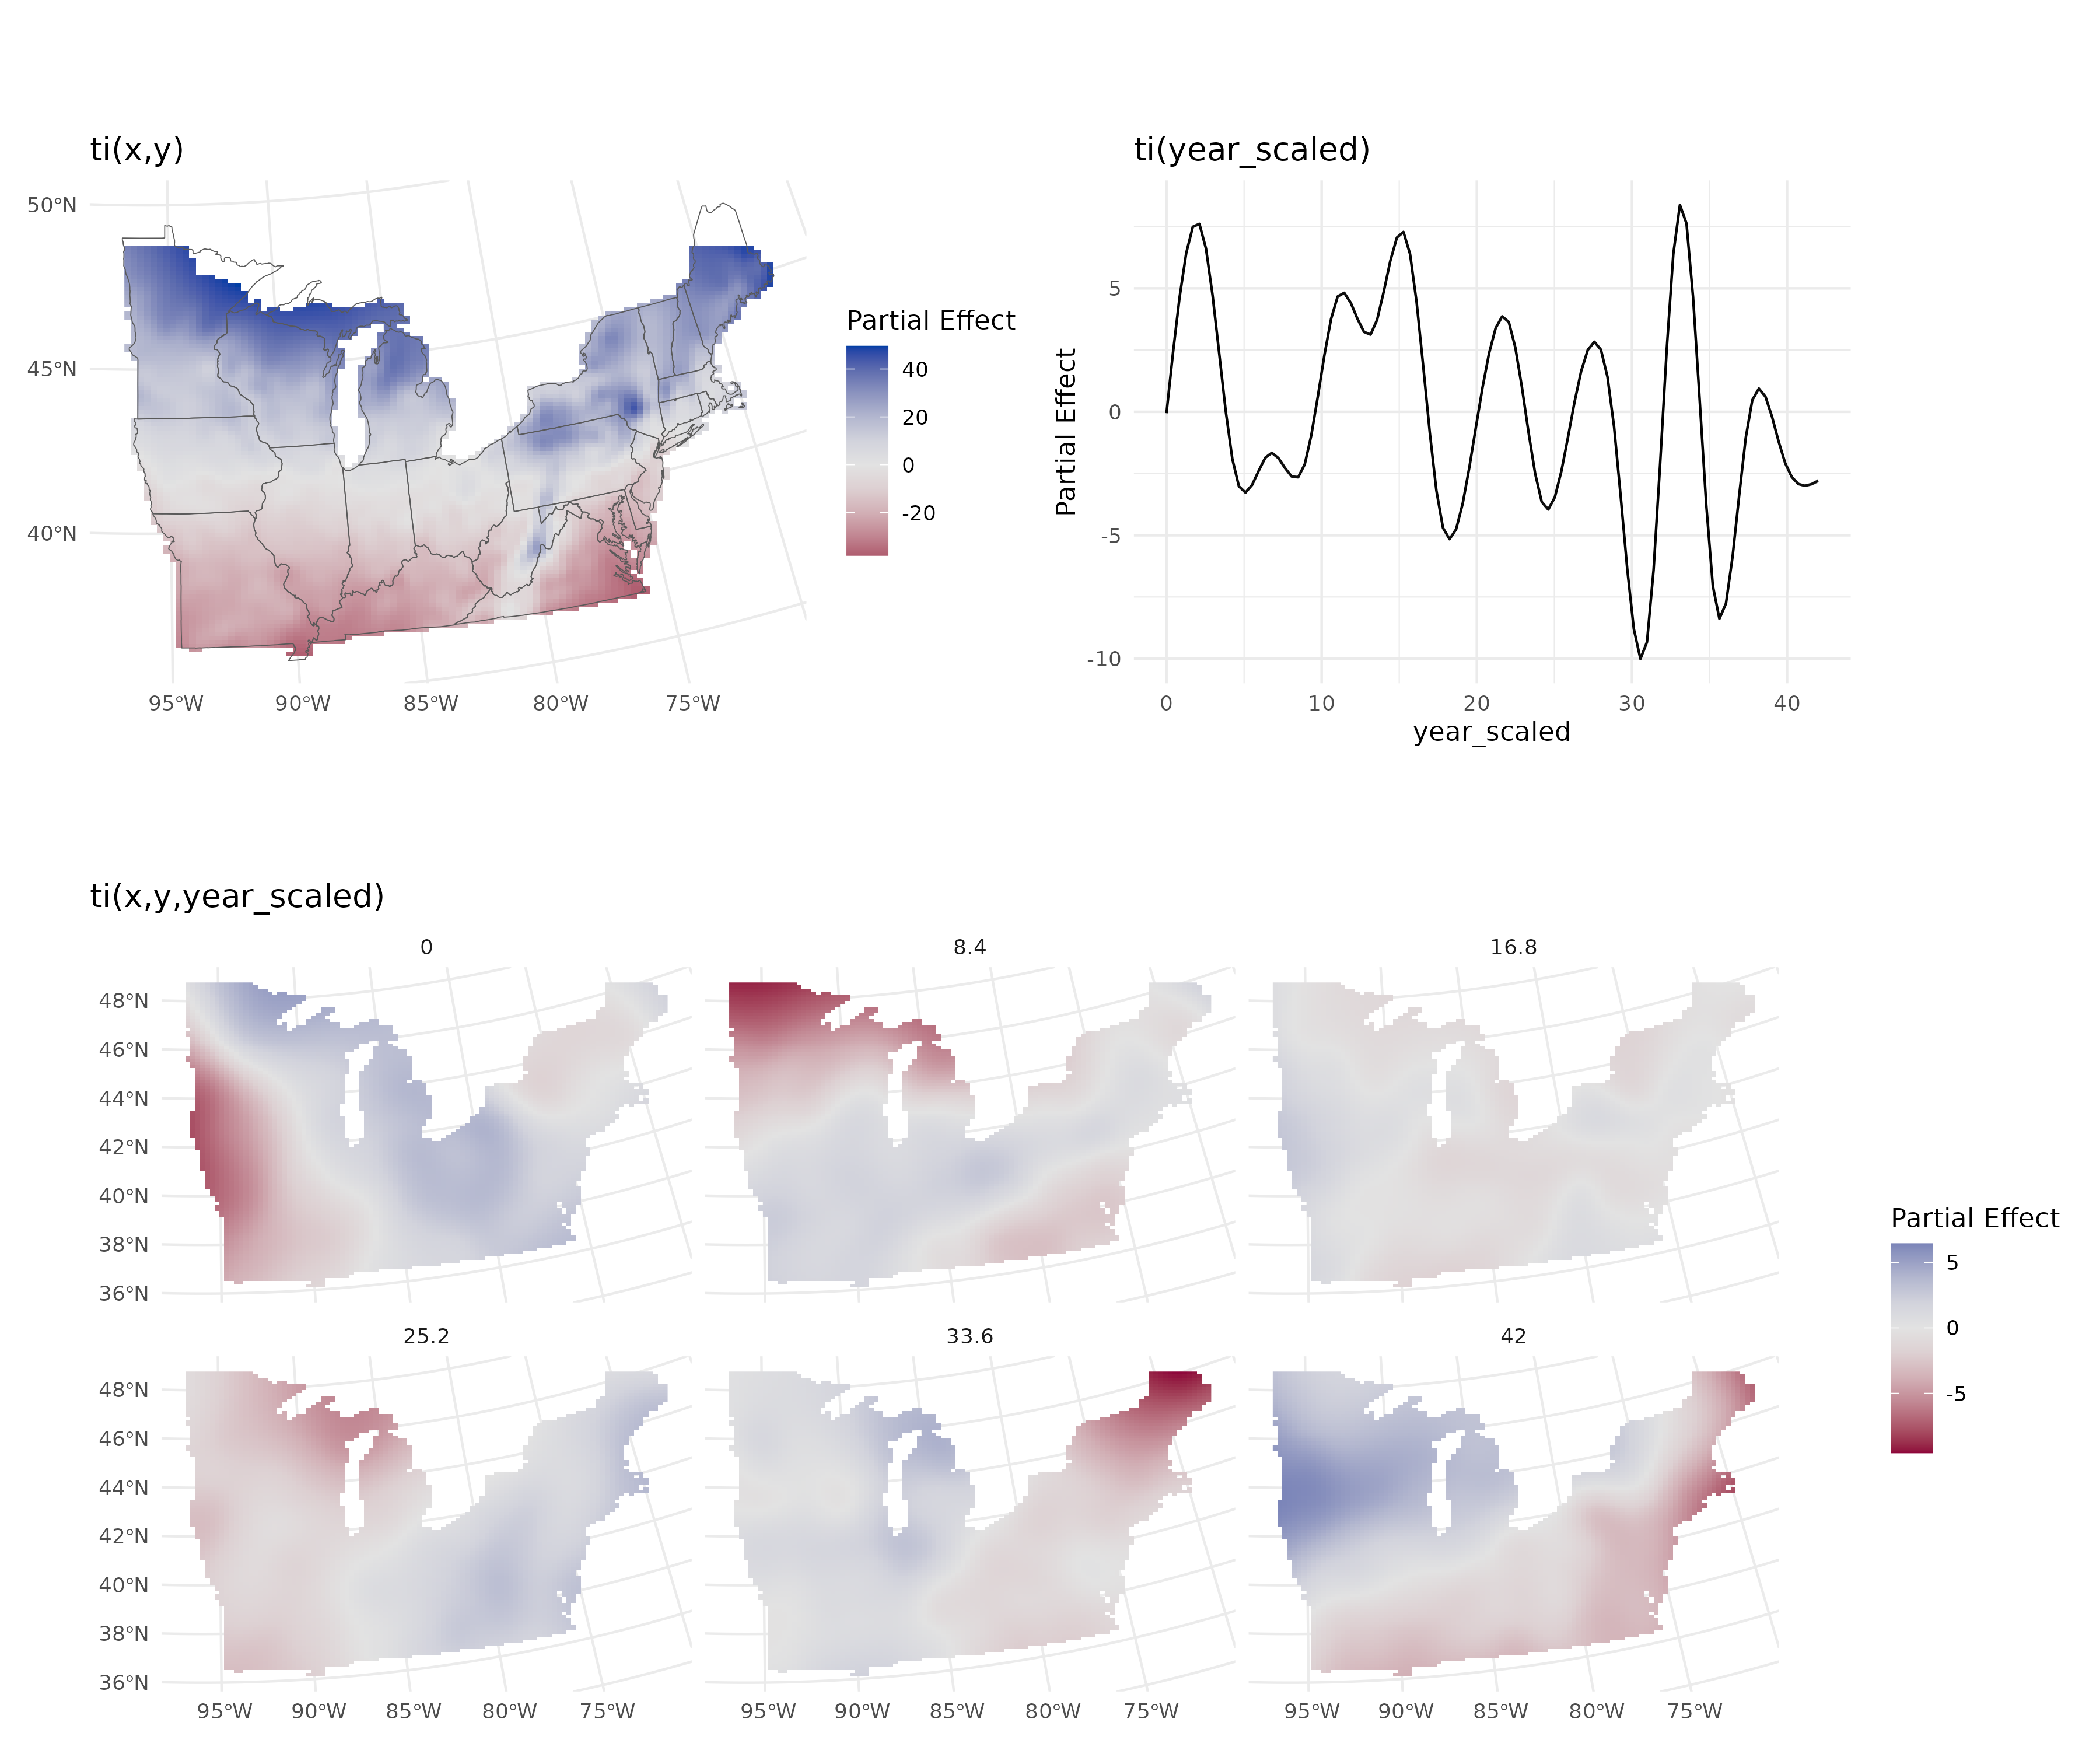 ti(x,y)
50°N
45°N
40°N
95°W 90°W 85°W 80°W 75°W
Partial Effect
40
20
0
-20
ti(year_scaled)
Partial Effect
5
0
-5
-10
0 10 20 30 40
year_scaled
ti(x,y,year_scaled)
0 8.4 16.8
48°N
46°N
44°N
42°N
40°N
38°N
36°N
25.2 33.6 42
48°N
46°N
44°N
42°N
40°N
38°N
36°N
95°W 90°W 85°W 80°W 75°W 95°W 90°W 85°W 80°W 75°W 95°W 90°W 85°W 80°W 75°W
Partial Effect
5
0
-5